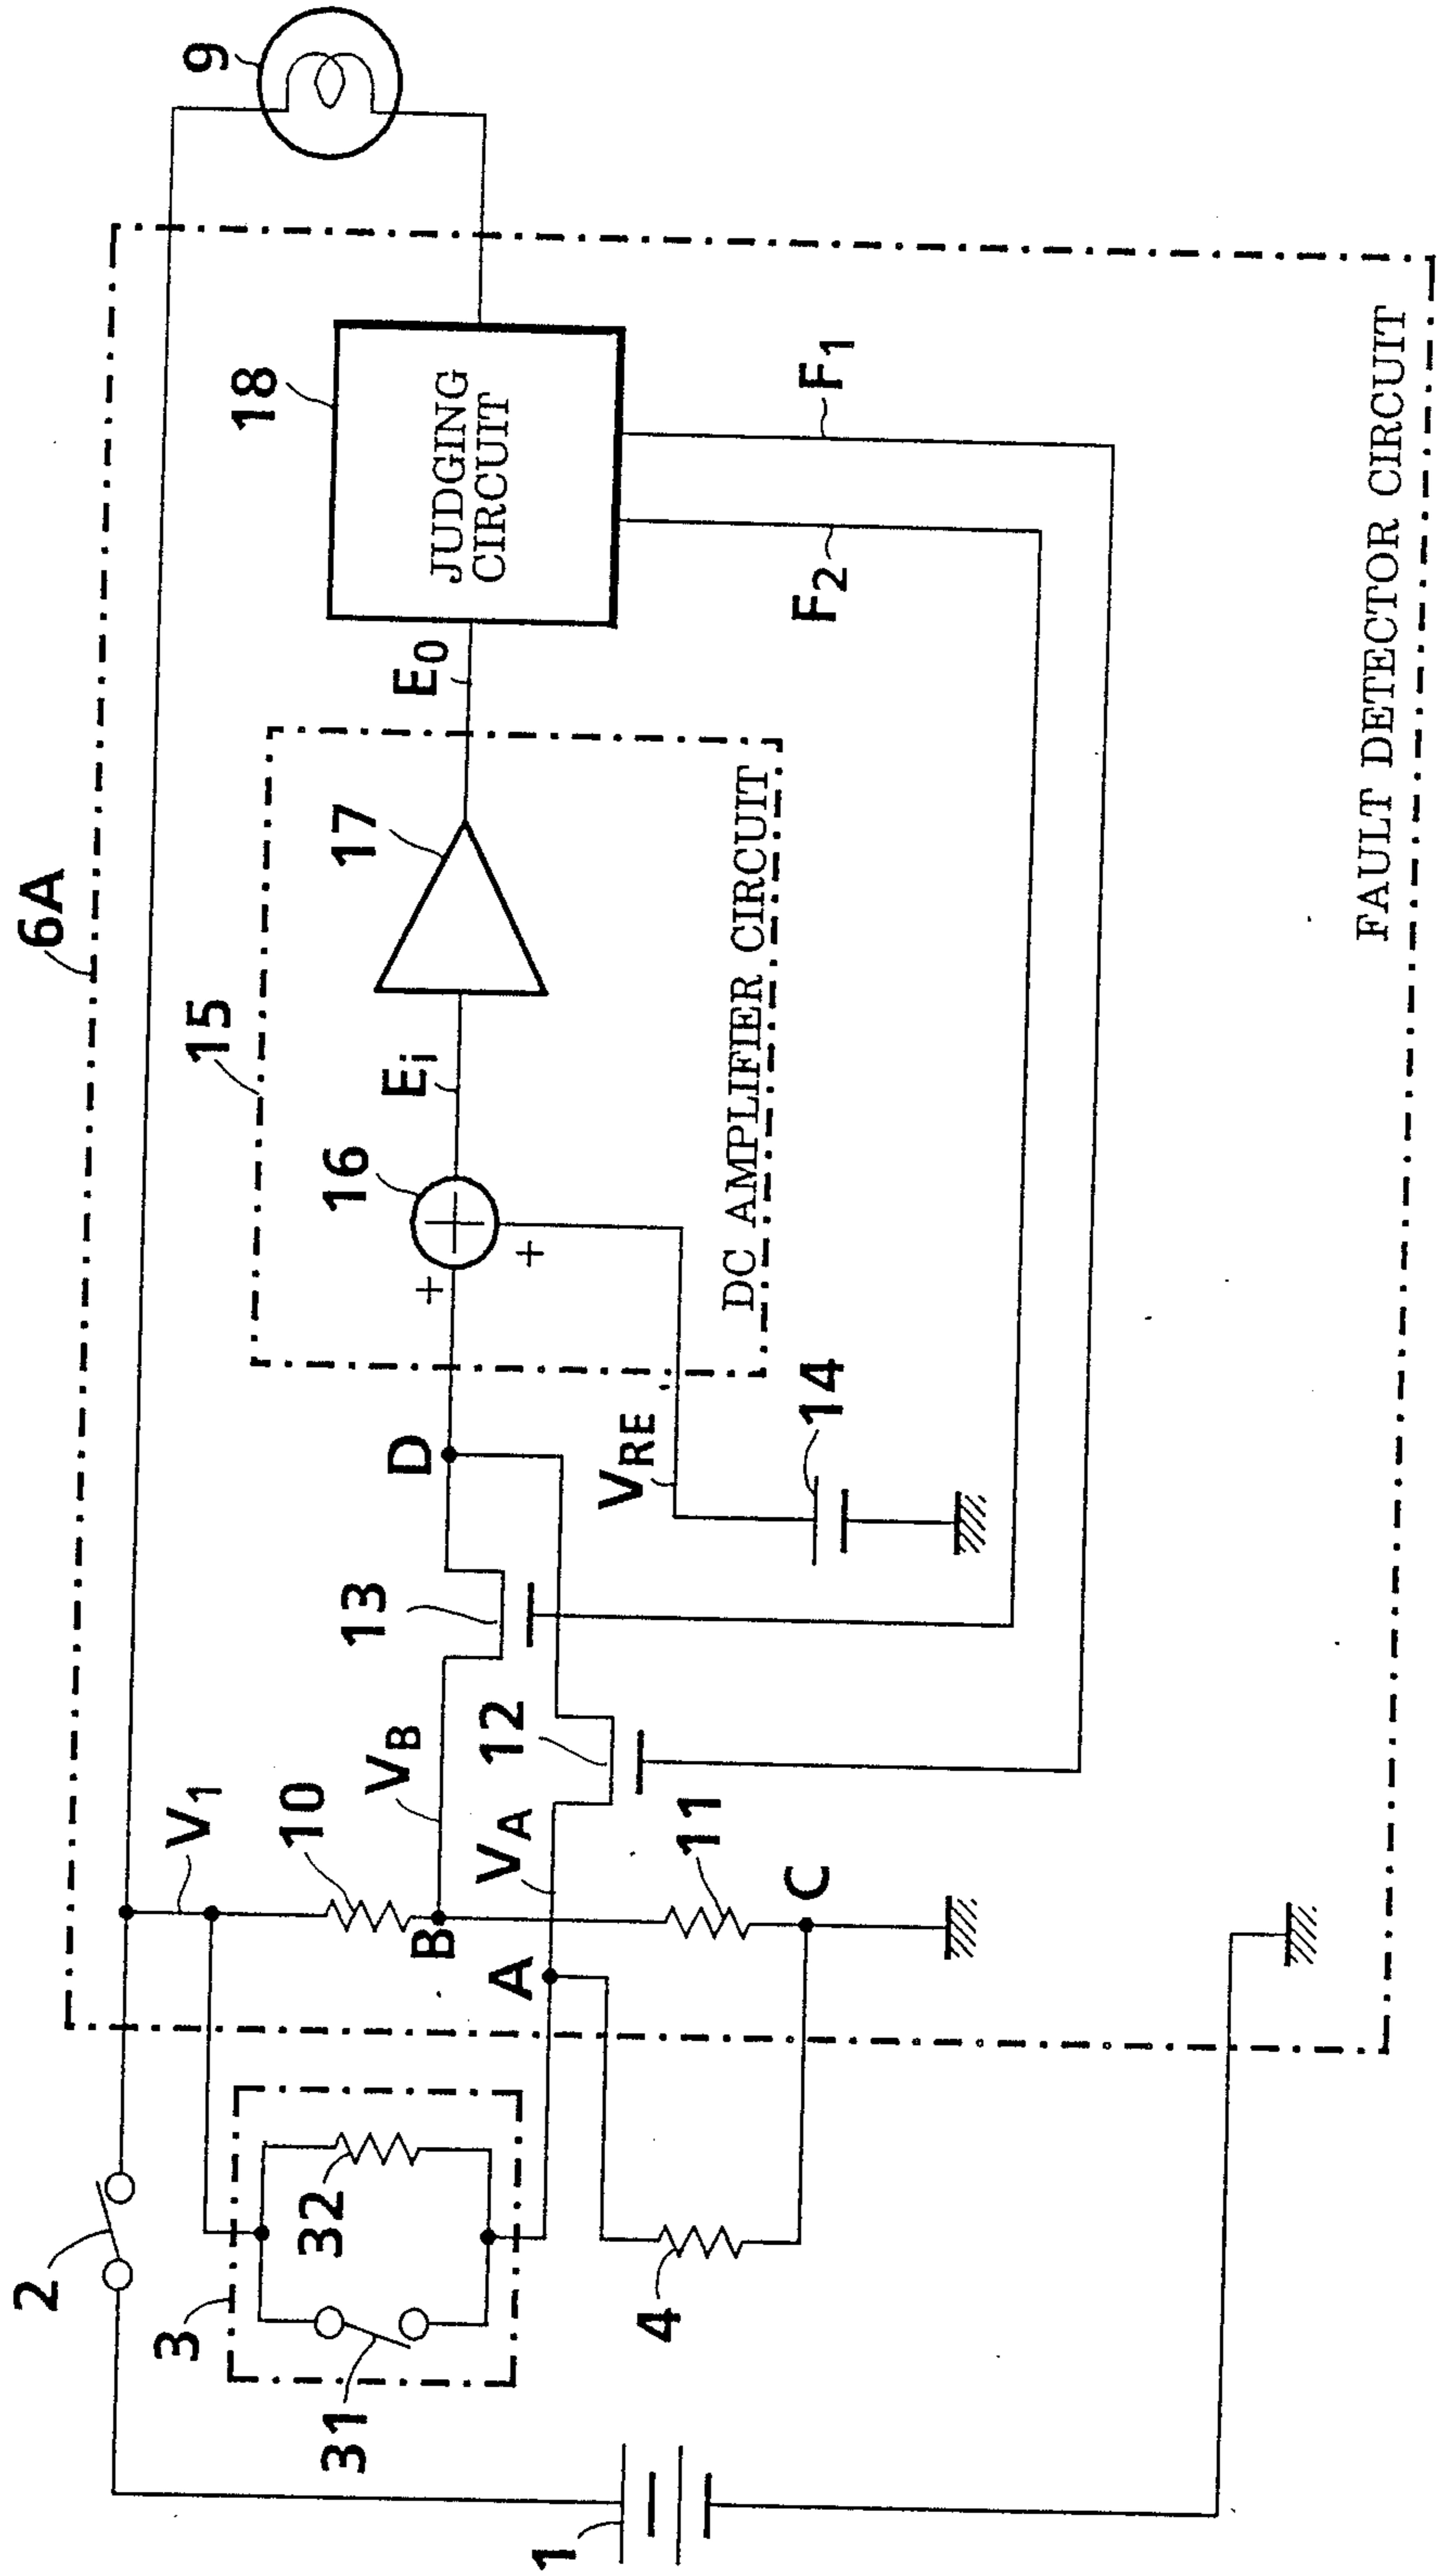 6A
9
18
JUDGING
CIRCUIT
F1
F2
E0
15
17
Ei
16
+
+
DC AMPLIFIER CIRCUIT
D
VRE
14
13
VB
12
VA
V1
10
B
A
11
C
2
3
32
31
4
1
FAULT DETECTOR CIRCUIT